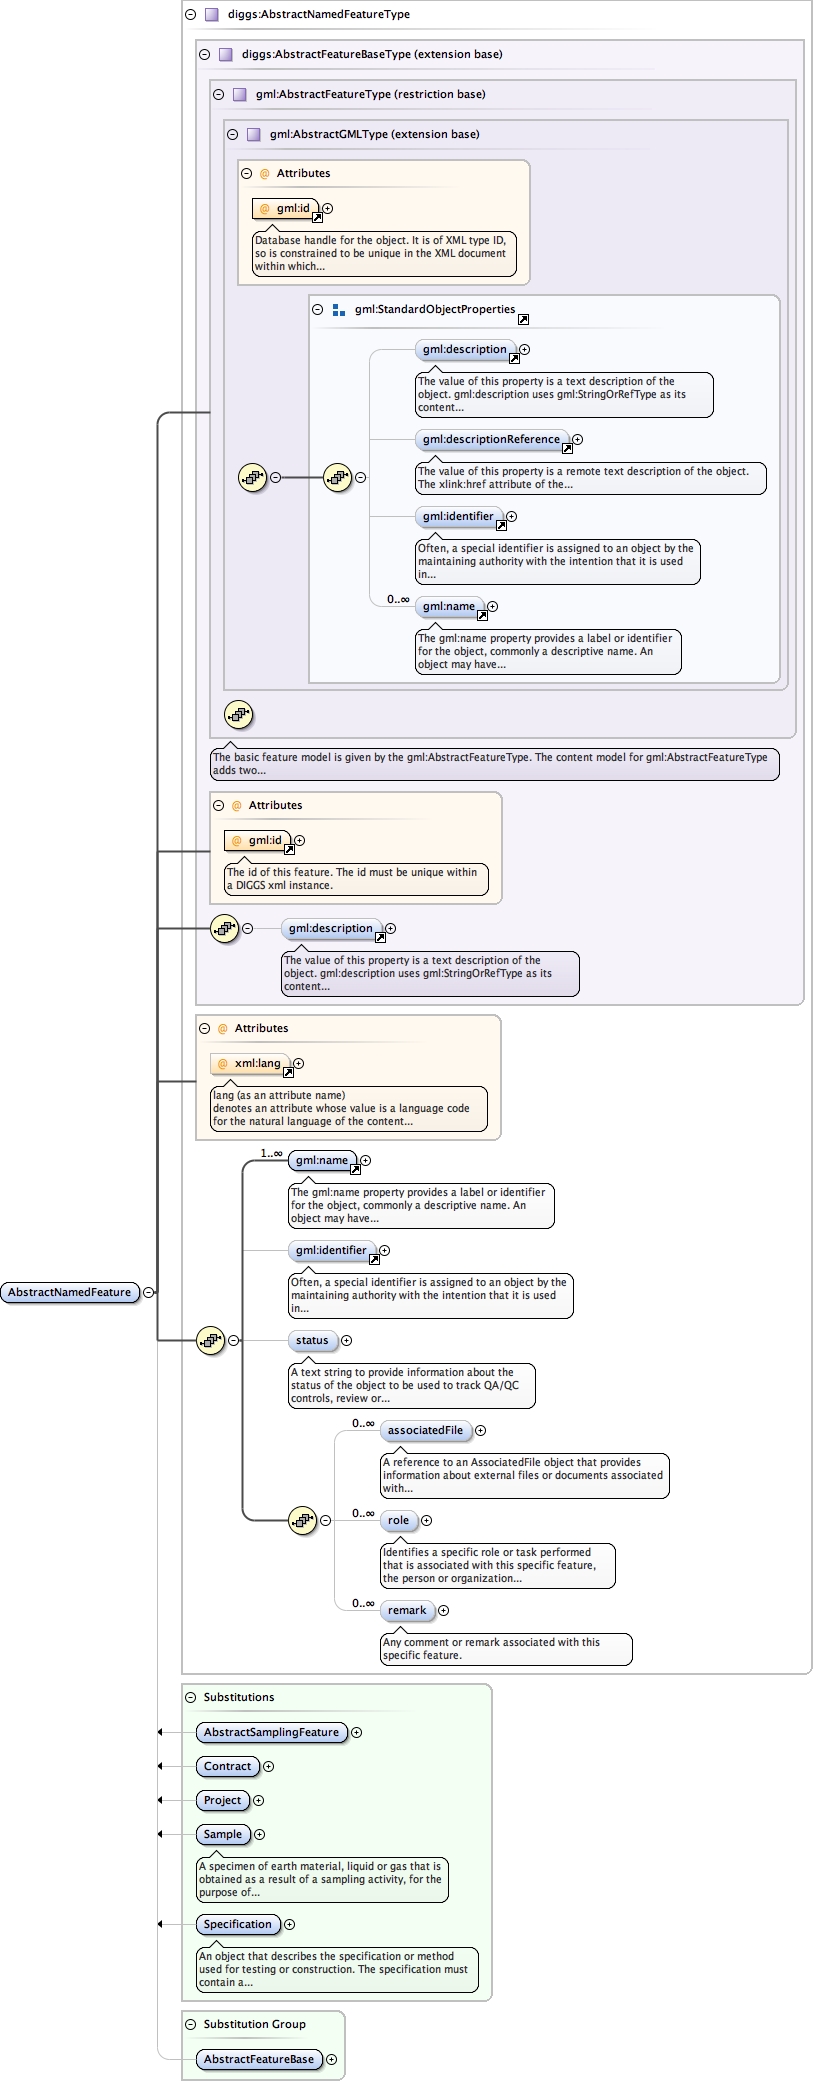 diggs:AbstractNamedFeatureType
diggs:AbstractFeatureBaseType (extension base)
gml:AbstractFeatureType (restriction base)
gml:AbstractGMLType (extension base)
@ Attributes
@ gml:id
Database handle for the object. It is of XML type ID,
so is constrained to be unique in the XML document
within which...
gml:StandardObjectProperties
gml:description
The value of this property is a text description of the
object. gml:description uses gml:StringOrRefType as its
content...
gml:descriptionReference
The value of this property is a remote text description of the object.
The xlink:href attribute of the...
gml:identifier
Often, a special identifier is assigned to an object by the
maintaining authority with the intention that it is used
in...
0..∞ gml:name
The gml:name property provides a label or identifier
for the object, commonly a descriptive name. An
object may have...
The basic feature model is given by the gml:AbstractFeatureType. The content model for gml:AbstractFeatureType
adds two...
@ Attributes
@ gml:id
The id of this feature. The id must be unique within
a DIGGS xml instance.
gml:description
The value of this property is a text description of the
object. gml:description uses gml:StringOrRefType as its
content...
@ Attributes
@ xml:lang
lang (as an attribute name)
denotes an attribute whose value is a language code
for the natural language of the content...
1..∞ gml:name
The gml:name property provides a label or identifier
for the object, commonly a descriptive name. An
object may have...
gml:identifier
Often, a special identifier is assigned to an object by the
maintaining authority with the intention that it is used
in...
AbstractNamedFeature
status
A text string to provide information about the
status of the object to be used to track QA/QC
controls, review or...
0..∞ associatedFile
A reference to an AssociatedFile object that provides
information about external files or documents associated
with...
0..∞ role
Identifies a specific role or task performed
that is associated with this specific feature,
the person or organization...
0..∞ remark
Any comment or remark associated with this
specific feature.
Substitutions
AbstractSamplingFeature
Contract
Project
Sample
A specimen of earth material, liquid or gas that is
obtained as a result of a sampling activity, for the
purpose of...
Specification
An object that describes the specification or method
used for testing or construction. The specification must
contain a...
Substitution Group
AbstractFeatureBase